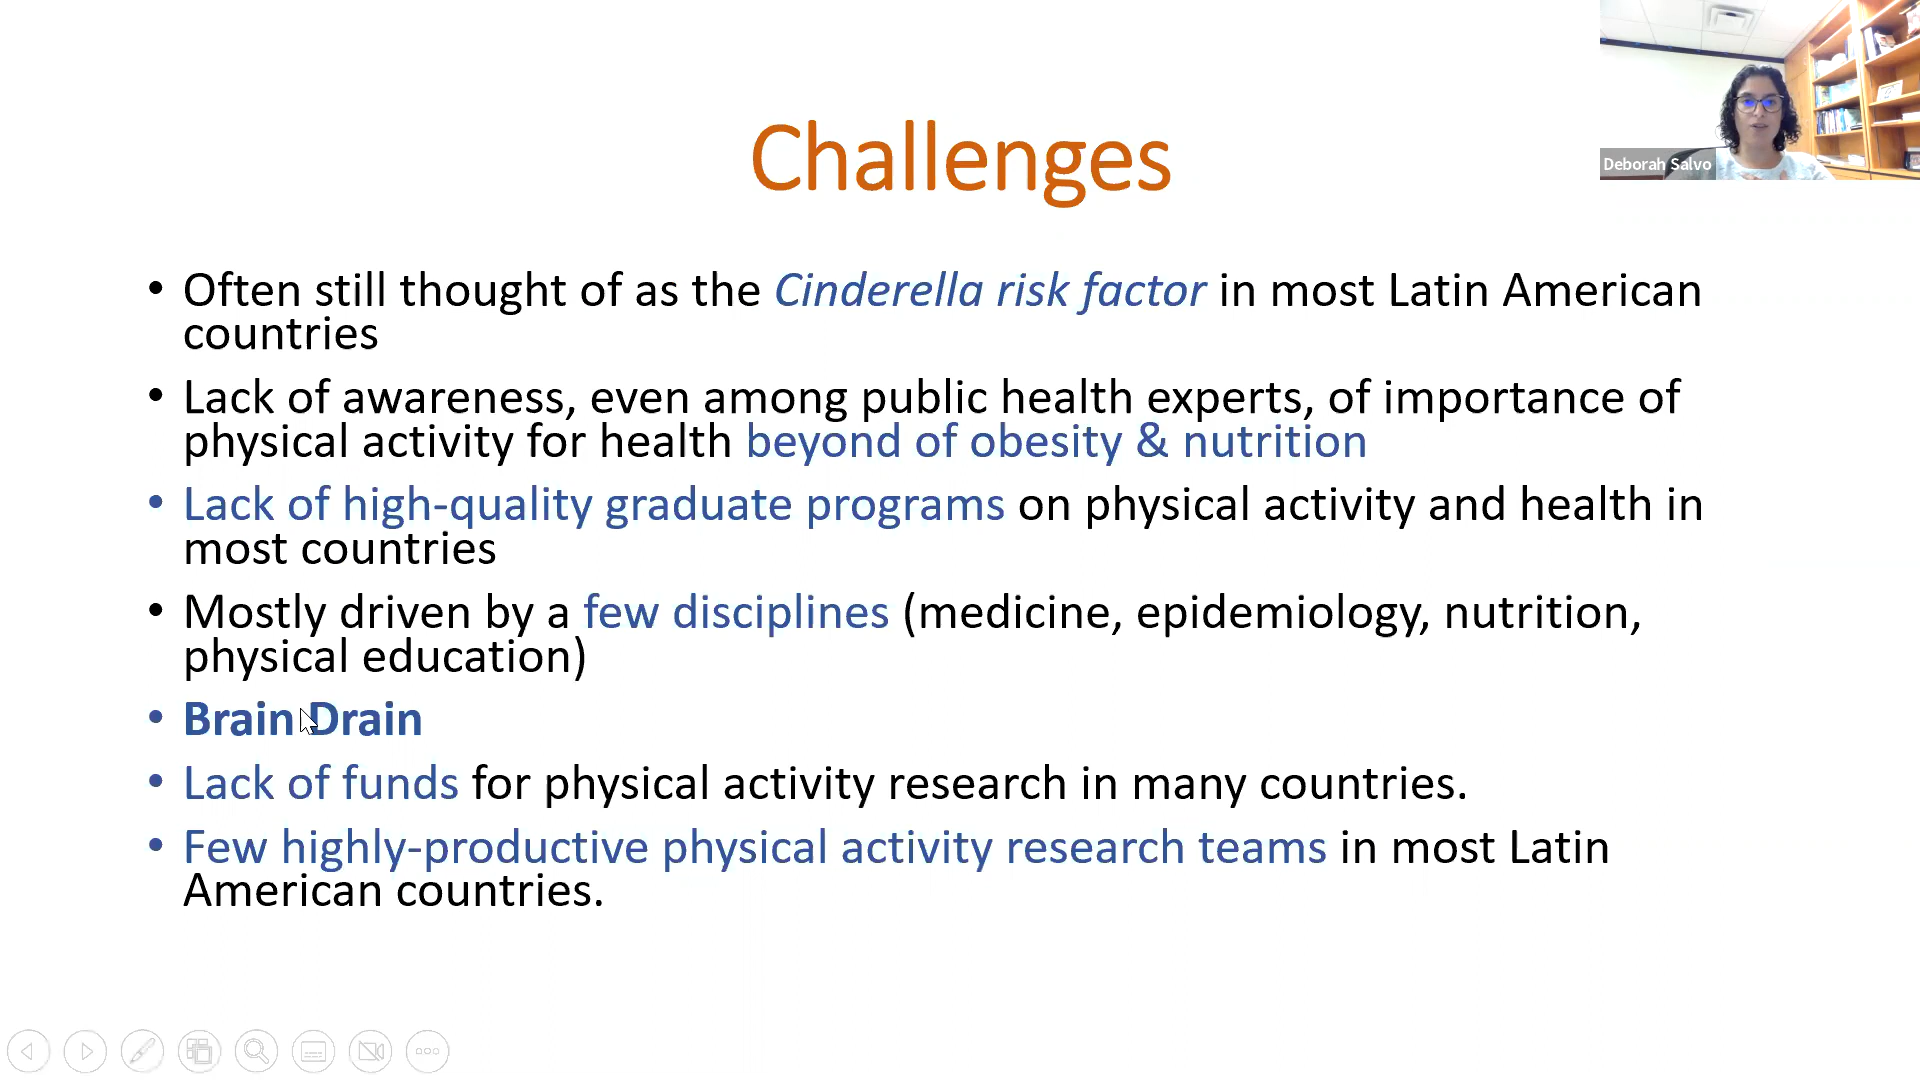 Challenges
Deborah Salvo
• Often still thought of as the Cinderella risk factor in most Latin American
countries
• Lack of awareness, even among public health experts, of importance of
physical activity for health beyond of obesity & nutrition
• Lack of high-quality graduate programs on physical activity and health in
most countries
• Mostly driven by a few disciplines (medicine, epidemiology, nutrition,
physical education)
• Brain Drain
• Lack of funds for physical activity research in many countries.
• Few highly-productive physical activity research teams in most Latin
American countries.